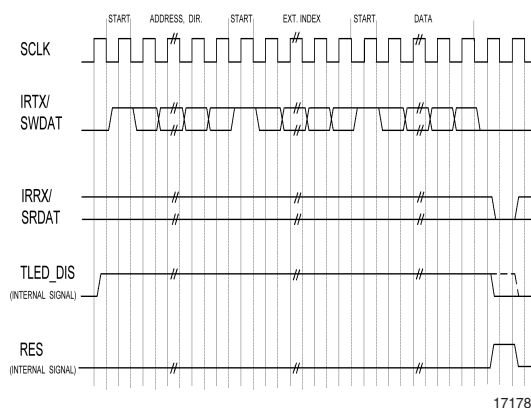 START ADDRESS, DIR. START EXT. INDEX START DATA
SCLK
IRTX/
SWDAT
IRRX/
SRDAT
TLED_DIS
(INTERNAL SIGNAL)
RES
(INTERNAL SIGNAL)
17178